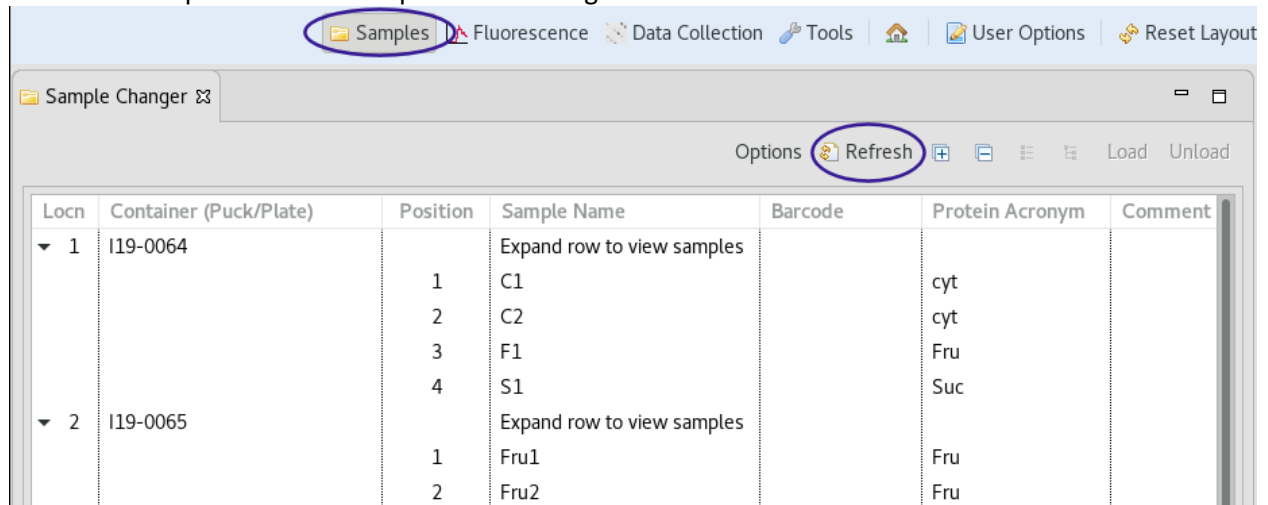 Samples Fluorescence Data Collection Tools User Options Reset Layout
Sample Changer
Options Refresh Load Unload
Locn Container (Puck/Plate) Position Sample Name Barcode Protein Acronym Comment
1 I19-0064 Expand row to view samples
1 C1 cyt
2 C2 cyt
3 F1 Fru
4 S1 Suc
2 I19-0065 Expand row to view samples
1 Fru1 Fru
2 Fru2 Fru